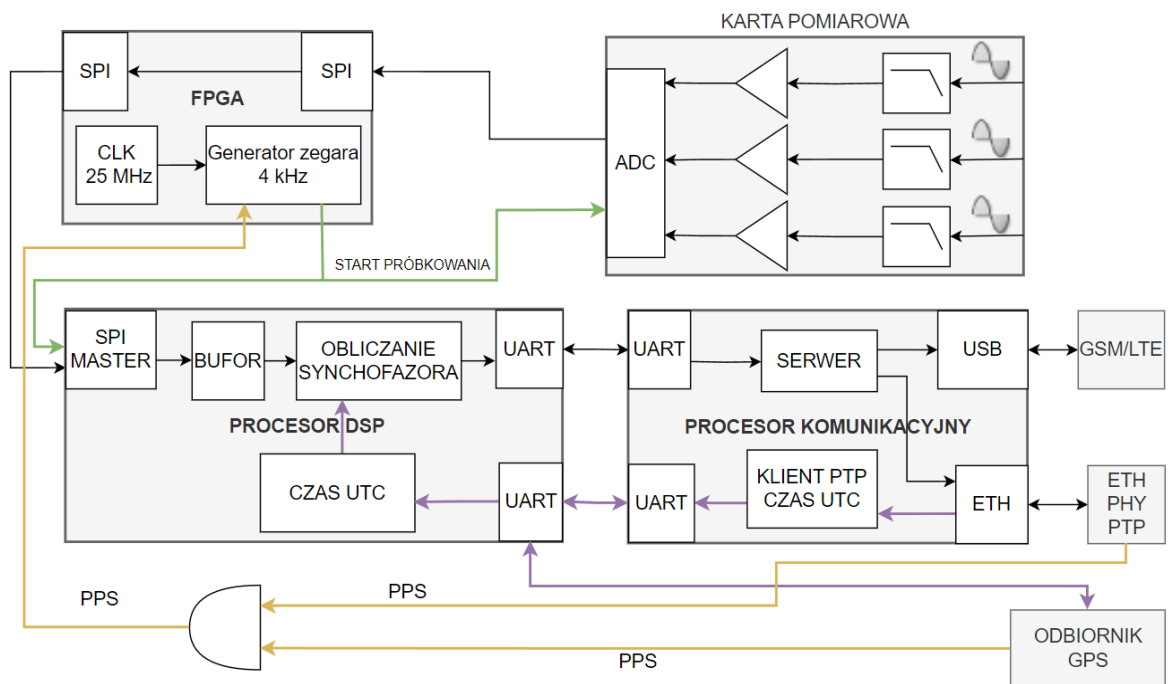 KARTA POMIAROWA
SPI
SPI
FPGA
CLK
25 MHz
Generator zegara
4 kHz
ADC
START PRÓBKOWANIA
SPI
MASTER
BUFOR
OBLICZANIE
SYNCHOFAZORA
UART
UART
SERWER
USB
GSM/LTE
PROCESOR DSP
PROCESOR KOMUNIKACYJNY
CZAS UTC
UART
UART
KLIENT PTP
CZAS UTC
ETH
ETH
PHY
PTP
PPS
PPS
PPS
ODBIORNIK
GPS